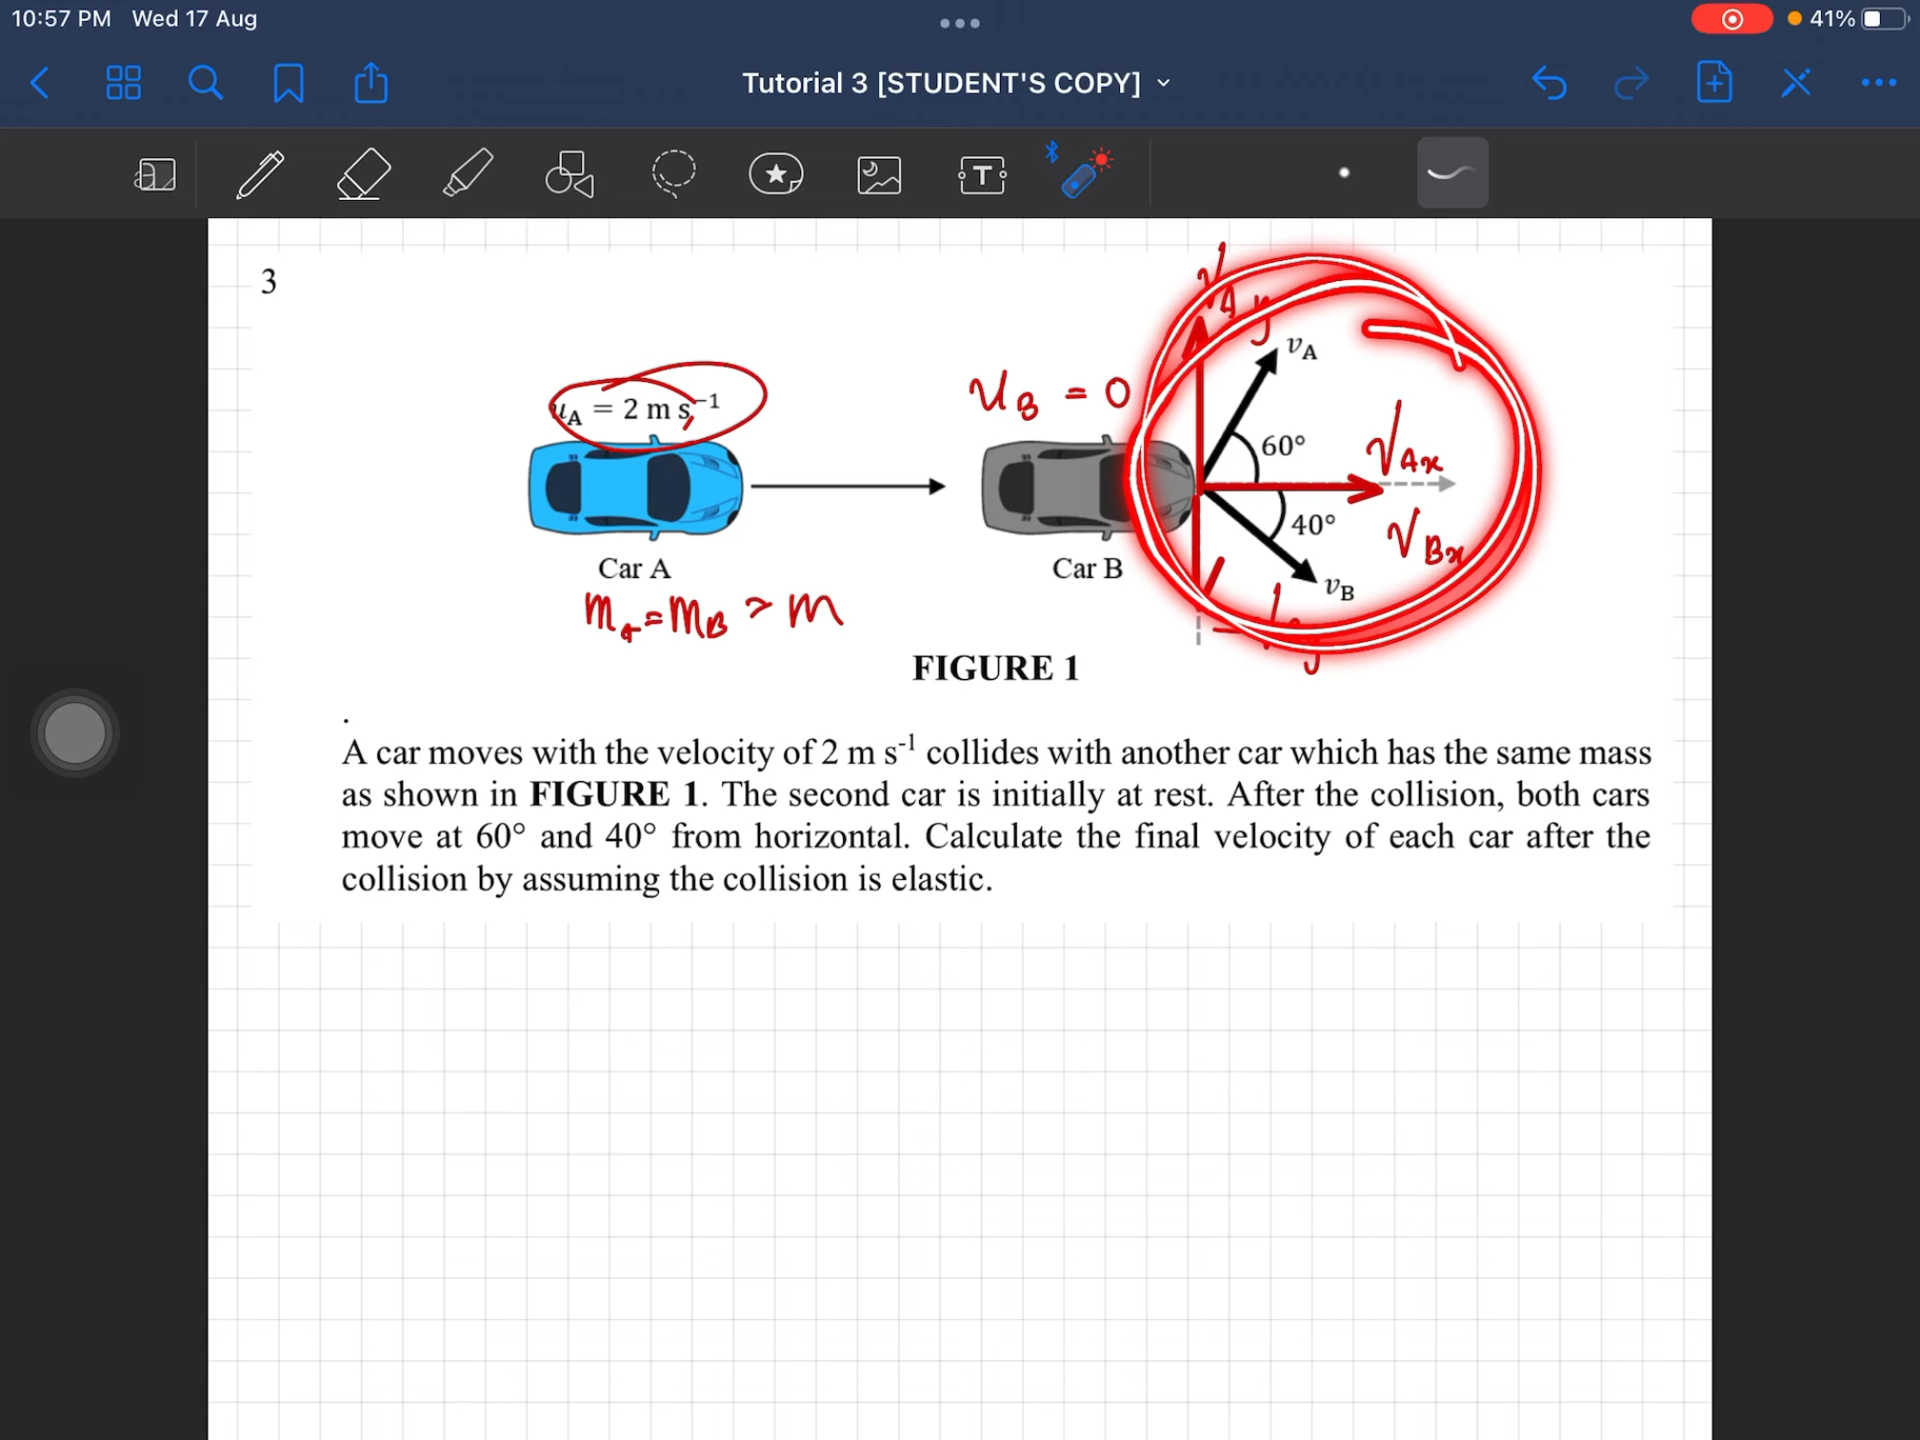 10:57 PM Wed 17 Aug
41%
Tutorial 3 [STUDENT'S COPY]
3
uA = 2 m s⁻¹
uB = 0
VAy
vA
60°
VAx
40°
VBx
vB
Car A
Car B
mA = mB = m
FIGURE 1
.
A car moves with the velocity of 2 m s⁻¹ collides with another car which has the same mass
as shown in FIGURE 1. The second car is initially at rest. After the collision, both cars
move at 60° and 40° from horizontal. Calculate the final velocity of each car after the
collision by assuming the collision is elastic.